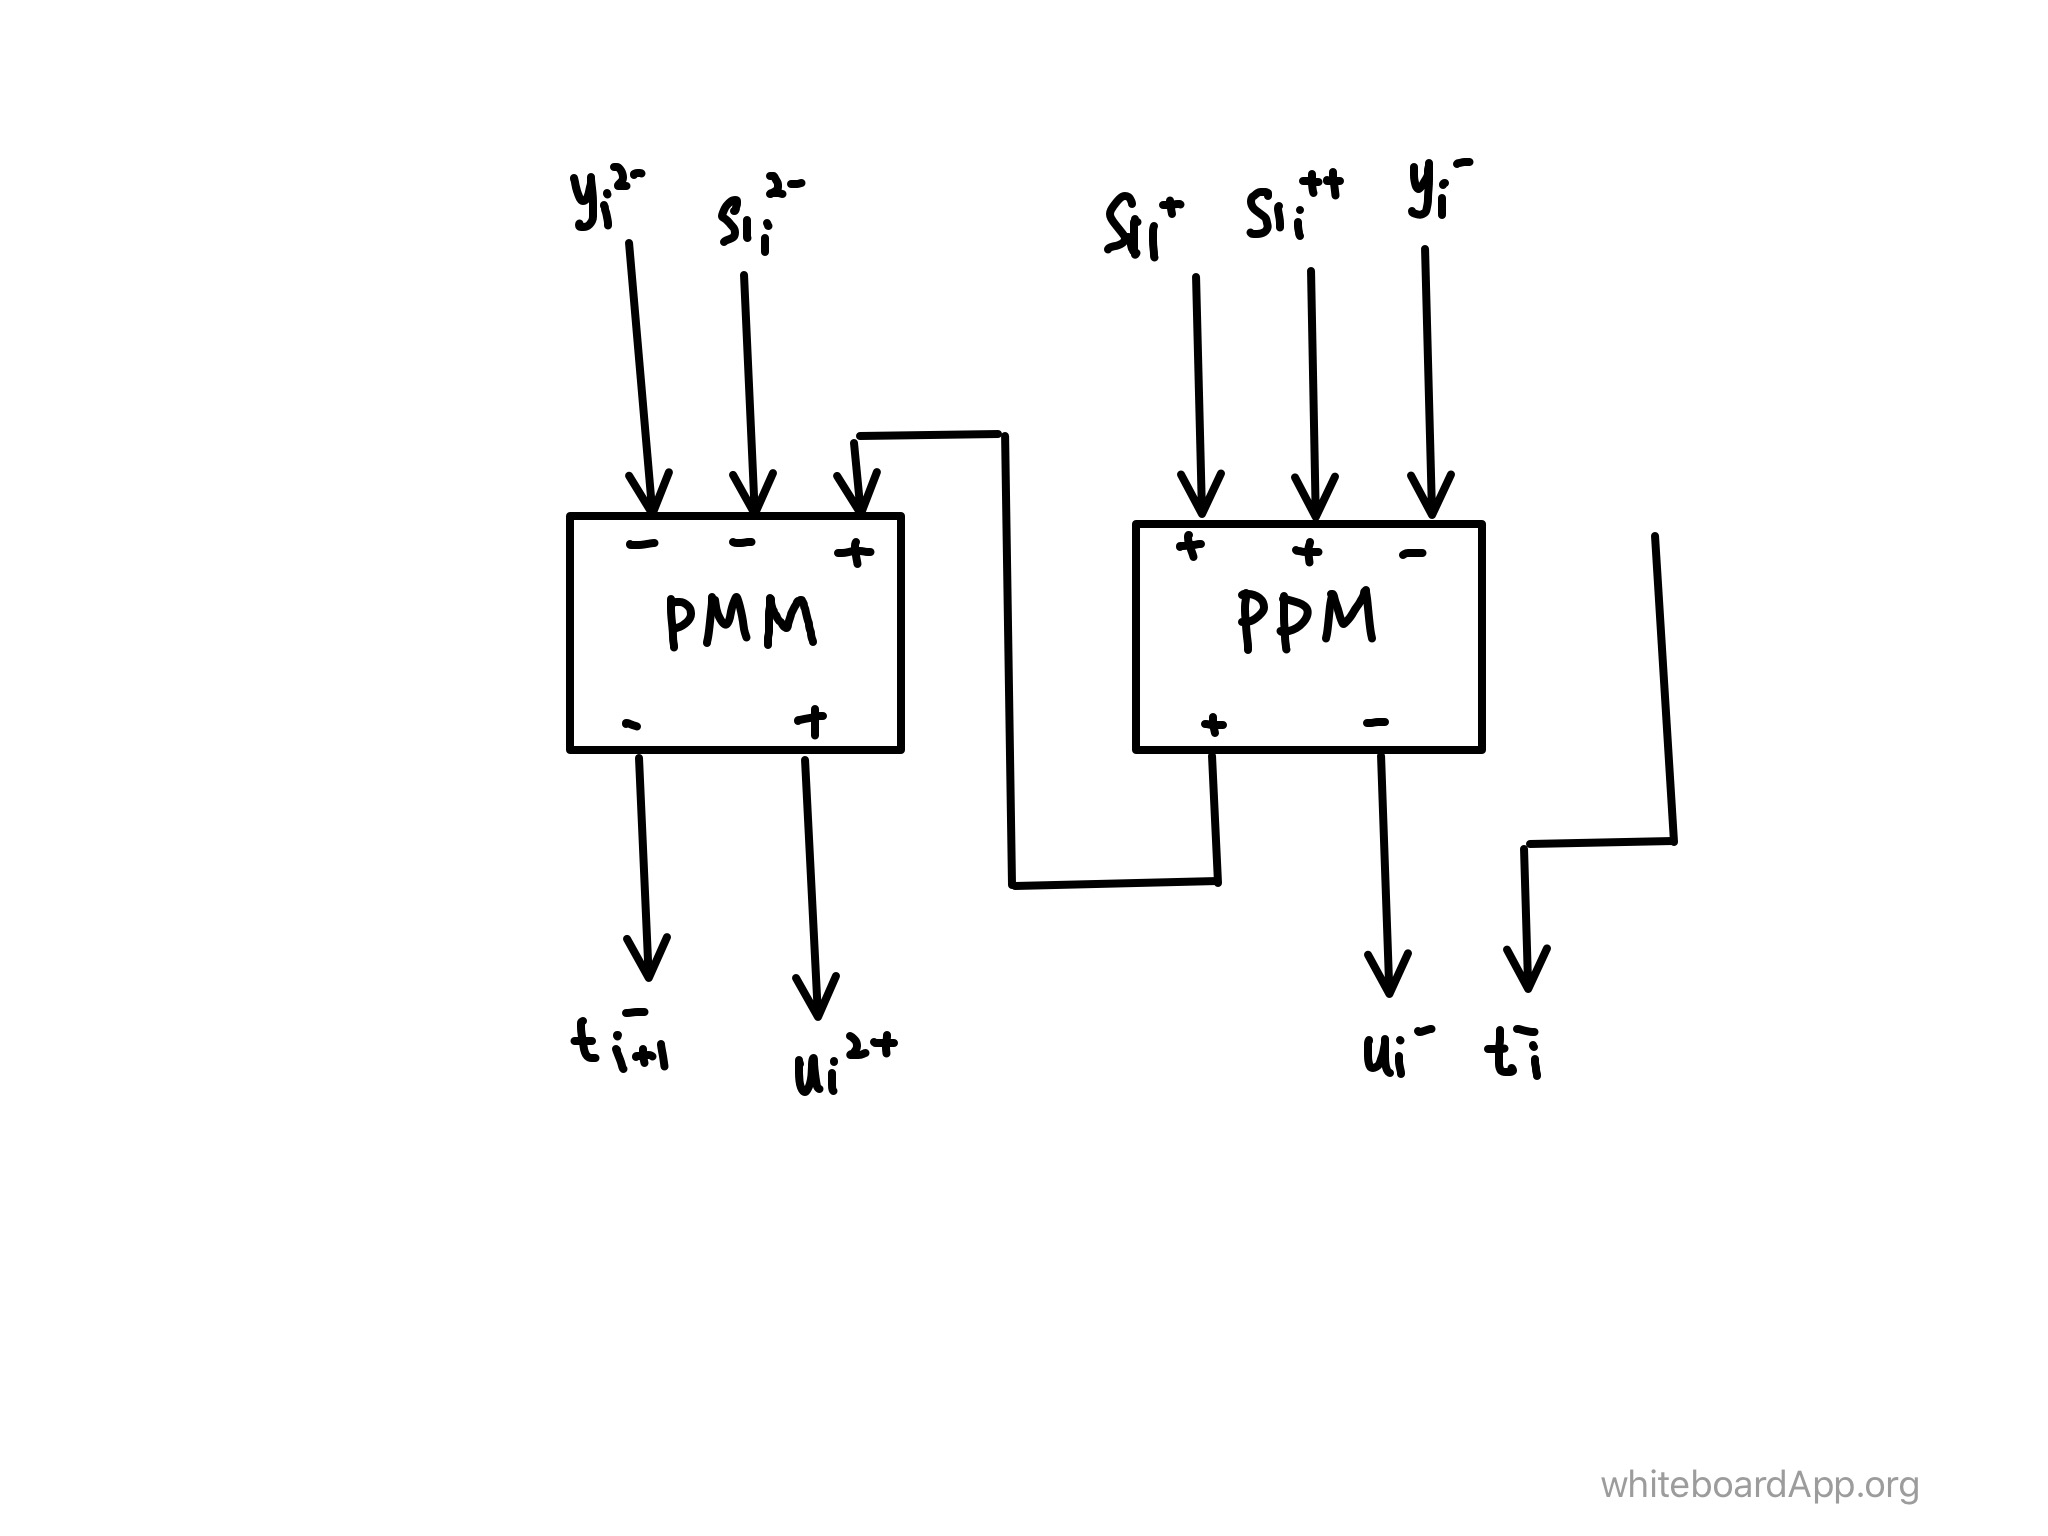 yᵢ²⁻ s₁ᵢ²⁻ s₁ᵢ⁺ s₁ᵢ⁺⁺ yᵢ⁻
− − + + + −
PMM PPM
- + + −
tᵢ₊₁⁻ uᵢ²⁺ uᵢ⁻ tᵢ⁻
whiteboardApp.org